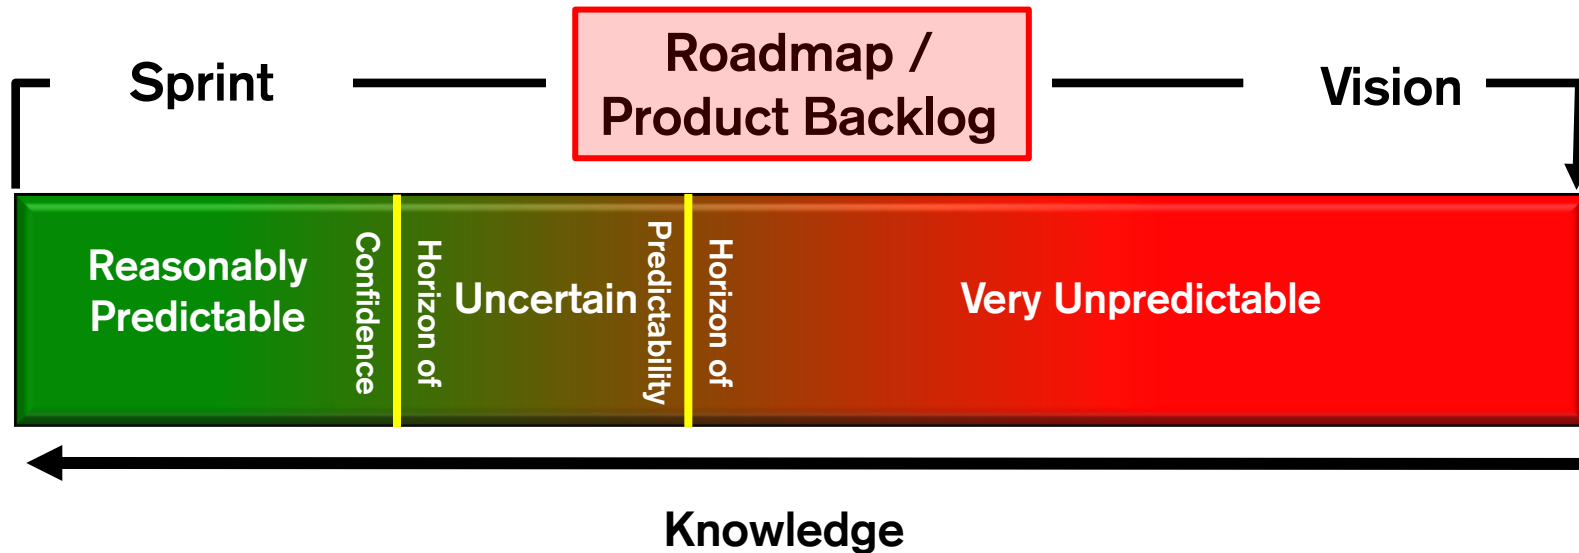 Sprint
Roadmap /
Product Backlog
Vision
Reasonably
Predictable
Horizon of
Confidence
Uncertain
Horizon of
Predictability
Very Unpredictable
Knowledge